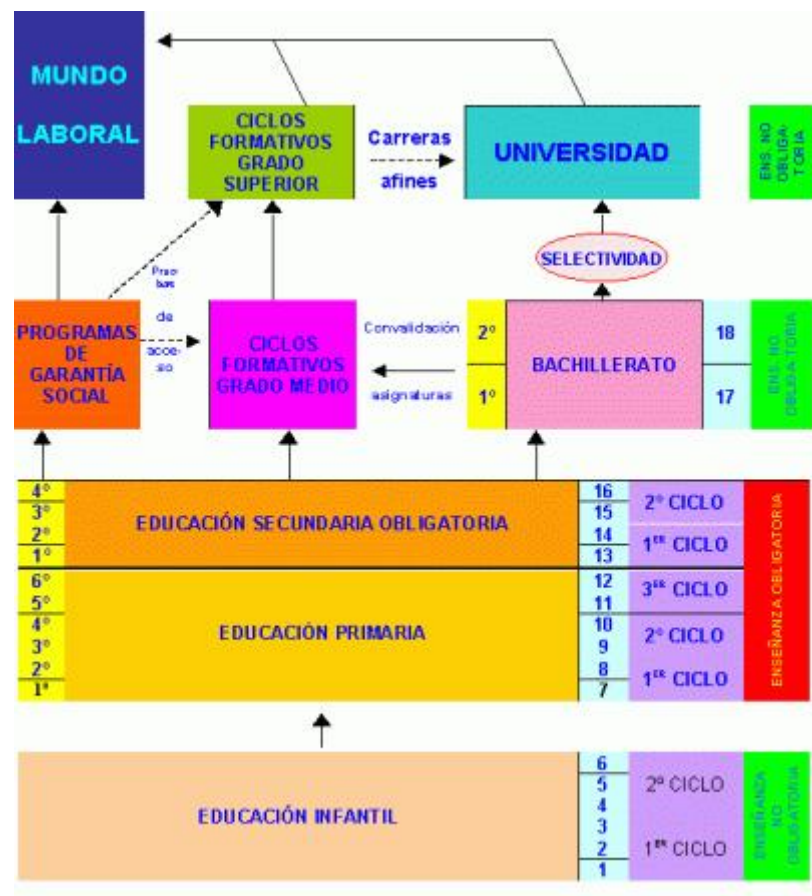 MUNDO
LABORAL
CICLOS
FORMATIVOS
GRADO
SUPERIOR
Carreras
afines
UNIVERSIDAD
ENS. NO
OBLIGA-
TORIA
SELECTIVIDAD
Prue-
bas
de
acce-
so
PROGRAMAS
DE
GARANTÍA
SOCIAL
CICLOS
FORMATIVOS
GRADO MEDIO
Convalidación
asignaturas
2º
1º
BACHILLERATO
18
17
ENS. NO
OBLIGATORIA
4º
3º
2º
1º
EDUCACIÓN SECUNDARIA OBLIGATORIA
16
15
14
13
2º CICLO
1ER CICLO
6º
5º
4º
3º
2º
1º
EDUCACIÓN PRIMARIA
12
11
10
9
8
7
3ER CICLO
2º CICLO
1ER CICLO
ENSEÑANZA OBLIGATORIA
EDUCACIÓN INFANTIL
6
5
4
3
2
1
2º CICLO
1ER CICLO
ENSEÑANZA
NO
OBLIGATORIA